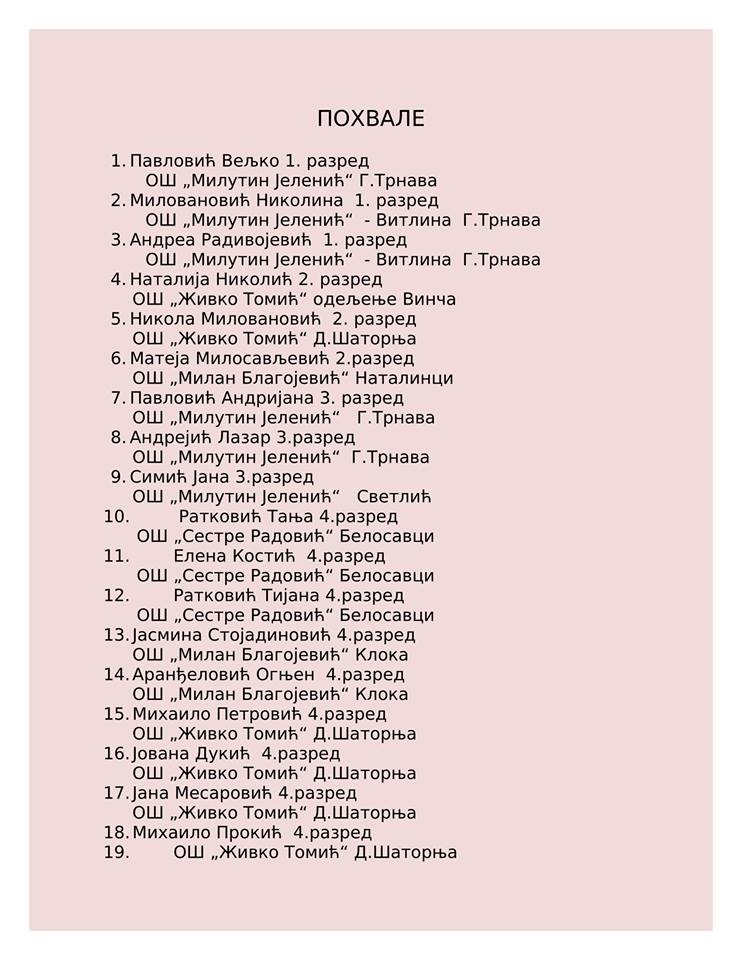 ПОХВАЛЕ
1. Павловић Вељко 1. разред
ОШ „Милутин Јеленић“ Г.Трнава
2. Миловановић Николина 1. разред
ОШ „Милутин Јеленић“ - Витлина Г.Трнава
3. Андреа Радивојевић 1. разред
ОШ „Милутин Јеленић“ - Витлина Г.Трнава
4. Наталија Николић 2. разред
ОШ „Живко Томић“ одељење Винча
5. Никола Миловановић 2. разред
ОШ „Живко Томић“ Д.Шаторња
6. Матеја Милосављевић 2.разред
ОШ „Милан Благојевић“ Наталинци
7. Павловић Андријана 3. разред
ОШ „Милутин Јеленић“ Г.Трнава
8. Андрејић Лазар 3.разред
ОШ „Милутин Јеленић“ Г.Трнава
9. Симић Јана 3.разред
ОШ „Милутин Јеленић“ Светлић
10. Ратковић Тања 4.разред
ОШ „Сестре Радовић“ Белосавци
11. Елена Костић 4.разред
ОШ „Сестре Радовић“ Белосавци
12. Ратковић Тијана 4.разред
ОШ „Сестре Радовић“ Белосавци
13. Јасмина Стојадиновић 4.разред
ОШ „Милан Благојевић“ Клока
14. Аранђеловић Огњен 4.разред
ОШ „Милан Благојевић“ Клока
15. Михаило Петровић 4.разред
ОШ „Живко Томић“ Д.Шаторња
16. Јована Дукић 4.разред
ОШ „Живко Томић“ Д.Шаторња
17. Јана Месаровић 4.разред
ОШ „Живко Томић“ Д.Шаторња
18. Михаило Прокић 4.разред
19. ОШ „Живко Томић“ Д.Шаторња